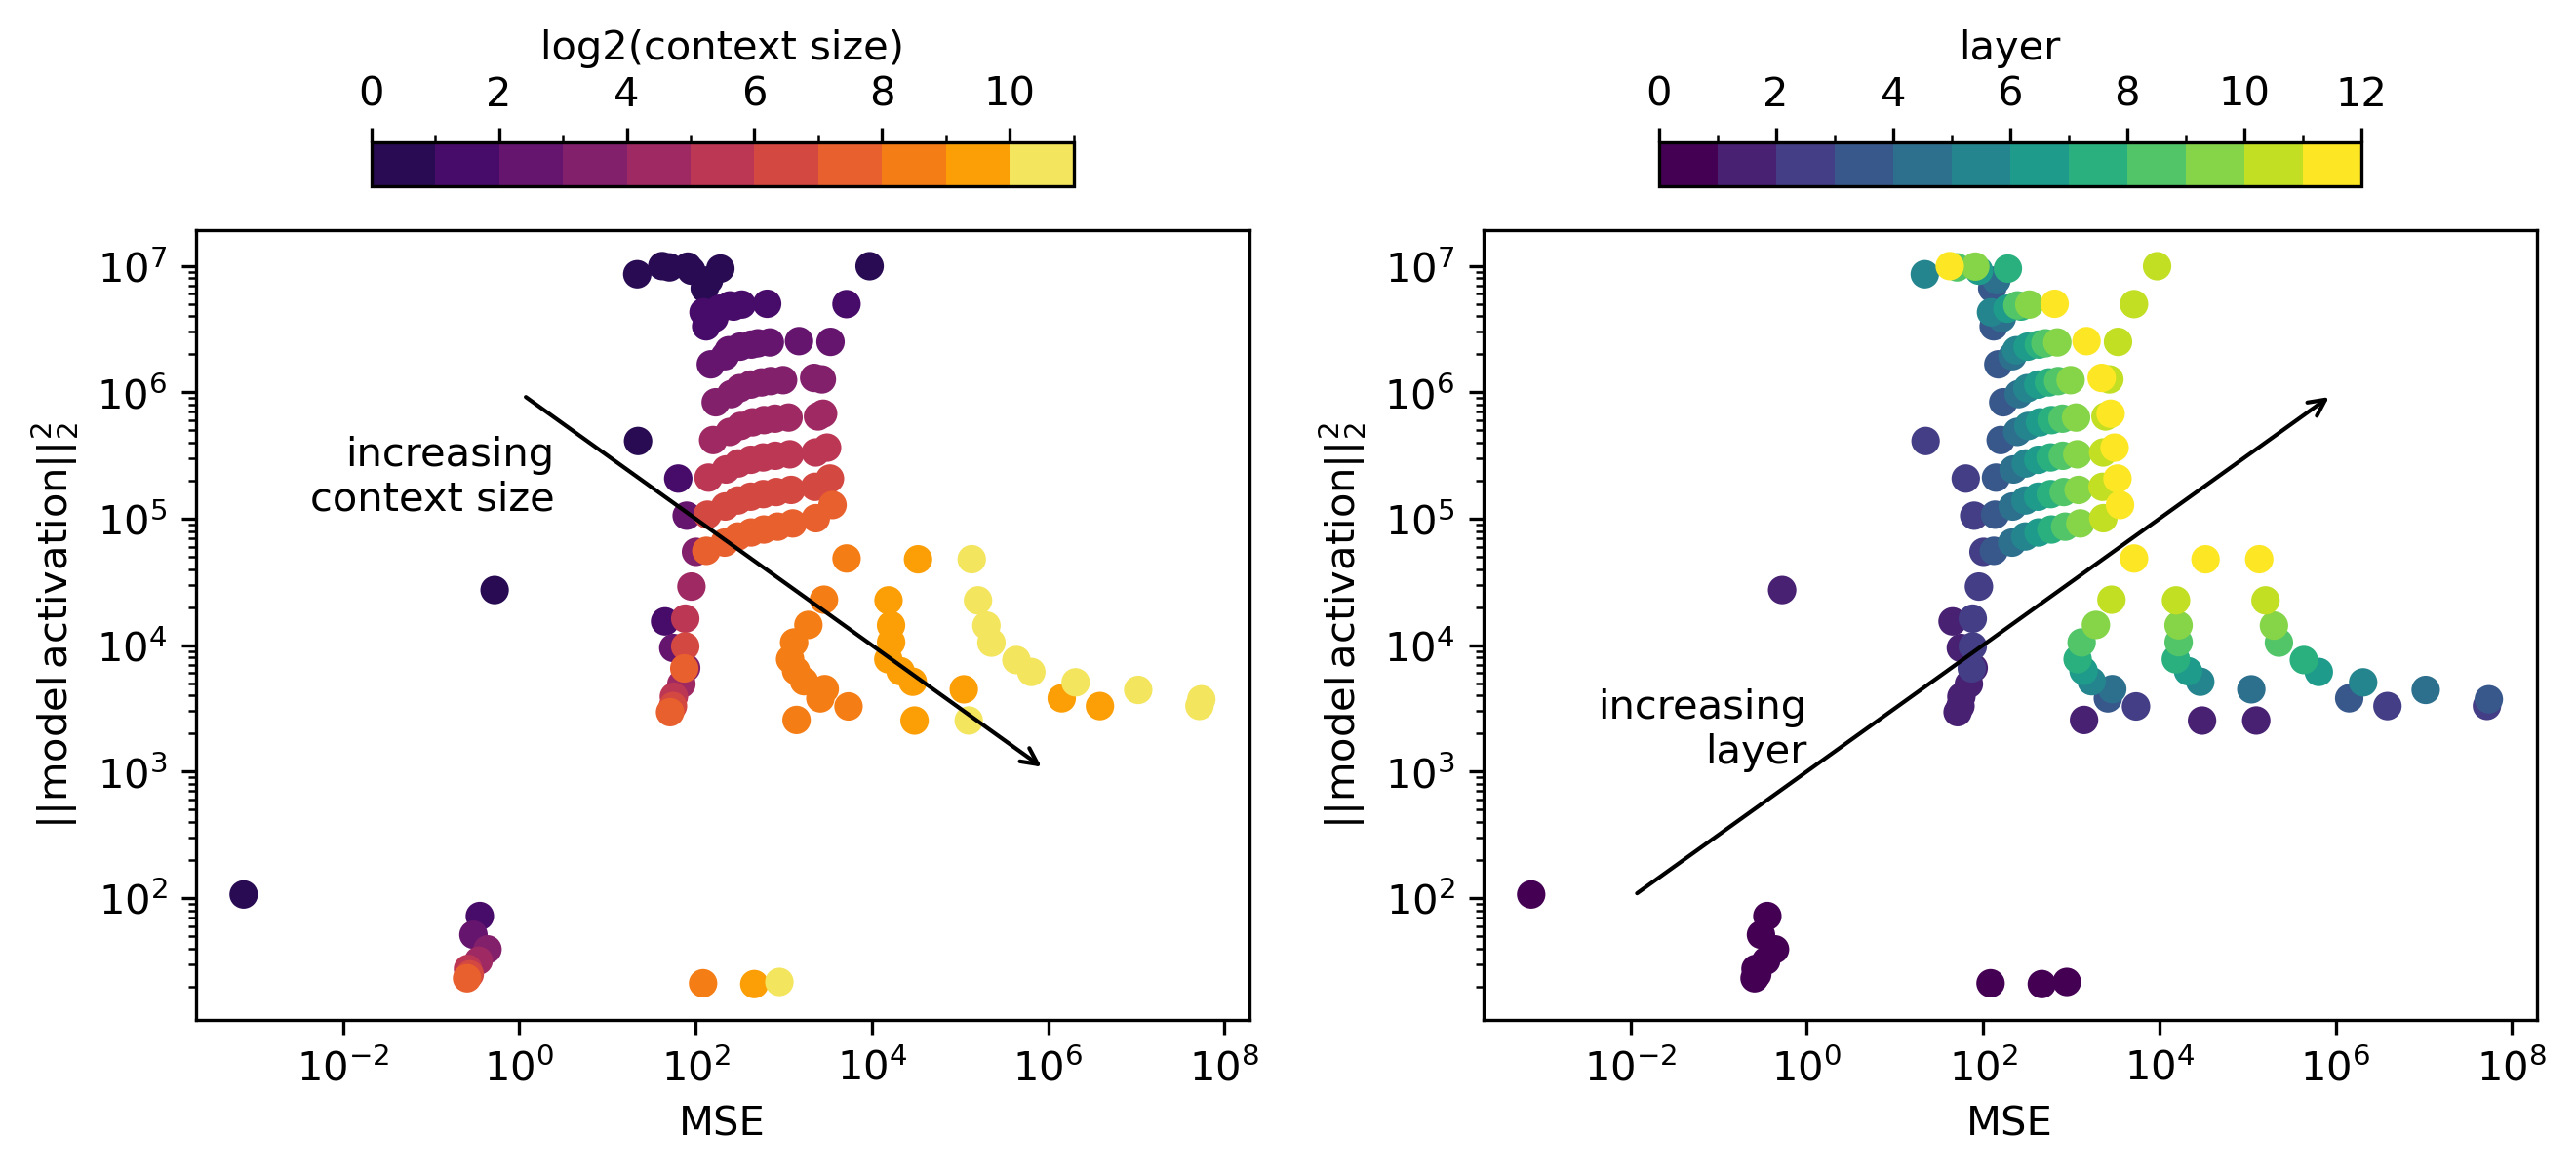 log2(context size)
0 2 4 6 8 10
10^7
10^6
10^5
10^4
10^3
10^2
||model activation||_2^2
increasing
context size
10^−2 10^0 10^2 10^4 10^6 10^8
MSE
layer
0 2 4 6 8 10 12
10^7
10^6
10^5
10^4
10^3
10^2
||model activation||_2^2
increasing
layer
10^−2 10^0 10^2 10^4 10^6 10^8
MSE